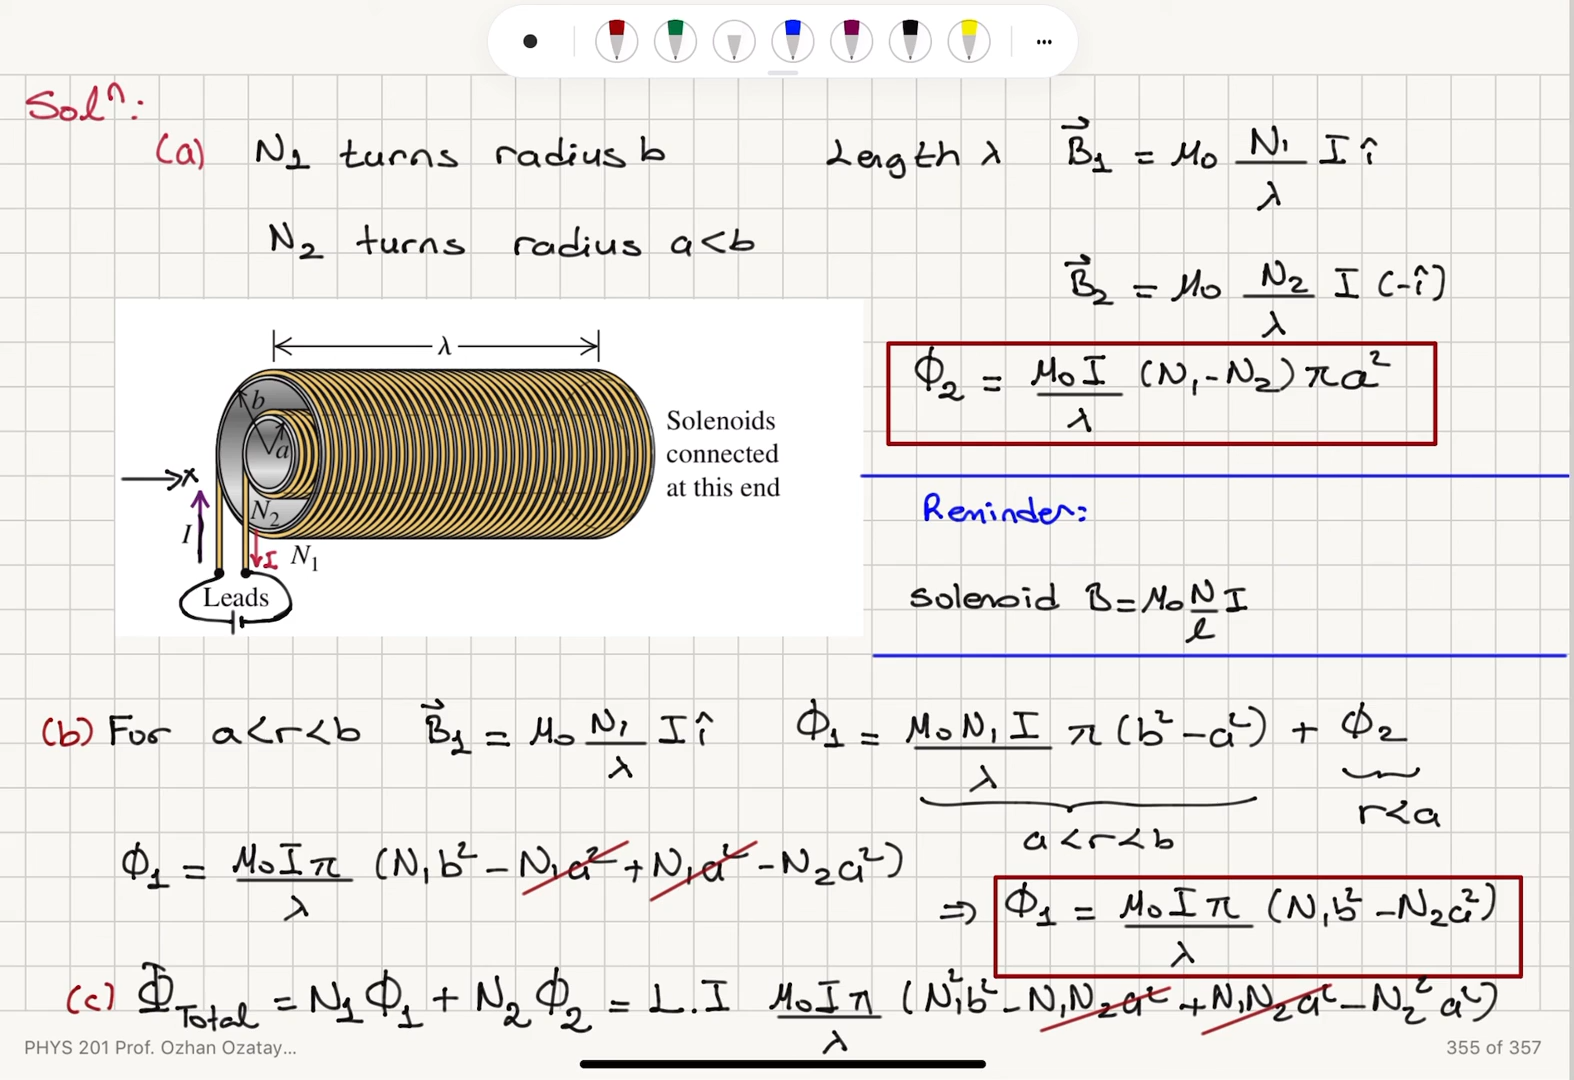 Solⁿ:
(a) N₁ turns radius b
Length λ B⃗₁ = μ₀ N₁/λ I î
N₂ turns radius a<b
B⃗₂ = μ₀ N₂/λ I (-î)
Φ₂ = μ₀I/λ (N₁-N₂)πa²
λ
b
a
x
I
N₂
I
N₁
Leads
Solenoids
connected
at this end
Reminder:
solenoid B=μ₀ N/l I
(b) For a<r<b B⃗₁ = μ₀ N₁/λ I î Φ₁ = μ₀N₁I/λ π(b²-a²) + Φ₂
a<r<b r<a
Φ₁ = μ₀Iπ/λ (N₁b² - N₁a² + N₁a² - N₂a²)
⇒ Φ₁ = μ₀Iπ/λ (N₁b² - N₂a²)
(c) Φ Total = N₁Φ₁ + N₂Φ₂ = L.I μ₀Iπ/λ (N₁²b² - N₁N₂a² + N₁N₂a² - N₂²a²)
PHYS 201 Prof. Ozhan Ozatay...
355 of 357